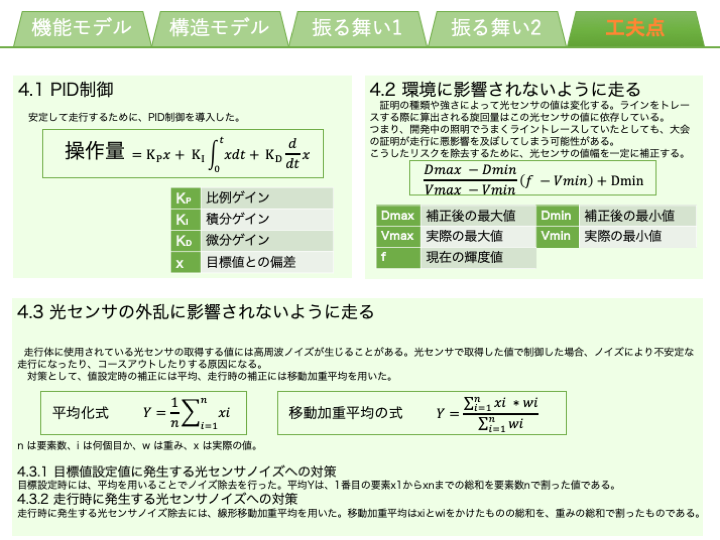 機能モデル 構造モデル 振る舞い1 振る舞い2 工夫点
4.1 PID制御
安定して走行するために、PID制御を導入した。
操作量 = K_P x + K_I ∫_0^t xdt + K_D d/dt x
K_P 比例ゲイン
K_I 積分ゲイン
K_D 微分ゲイン
x 目標値との偏差
4.2 環境に影響されないように走る
証明の種類や強さによって光センサの値は変化する。ラインをトレー
スする際に算出される旋回量はこの光センサの値に依存している。
つまり、開発中の照明でうまくライントレースしていたとしても、大会
の証明が走行に悪影響を及ぼしてしまう可能性がある。
こうしたリスクを除去するために、光センサの値幅を一定に補正する。
(Dmax − Dmin)/(Vmax − Vmin) (f − Vmin) + Dmin
Dmax 補正後の最大値 Dmin 補正後の最小値
Vmax 実際の最大値 Vmin 実際の最小値
f 現在の輝度値
4.3 光センサの外乱に影響されないように走る
走行体に使用されている光センサの取得する値には高周波ノイズが生じることがある。光センサで取得した値で制御した場合、ノイズにより不安定な
走行になったり、コースアウトしたりする原因になる。
対策として、値設定時の補正には平均、走行時の補正には移動加重平均を用いた。
平均化式 Y = 1/n ∑_{i=1}^n xi
移動加重平均の式 Y = ∑_{i=1}^n xi * wi / ∑_{i=1}^n wi
n は要素数、i は何個目か、w は重み、x は実際の値。
4.3.1 目標値設定値に発生する光センサノイズへの対策
目標設定時には、平均を用いることでノイズ除去を行った。平均Yは、1番目の要素x1からxnまでの総和を要素数nで割った値である。
4.3.2 走行時に発生する光センサノイズへの対策
走行時に発生する光センサノイズ除去には、線形移動加重平均を用いた。移動加重平均はxiとwiをかけたものの総和を、重みの総和で割ったものである。